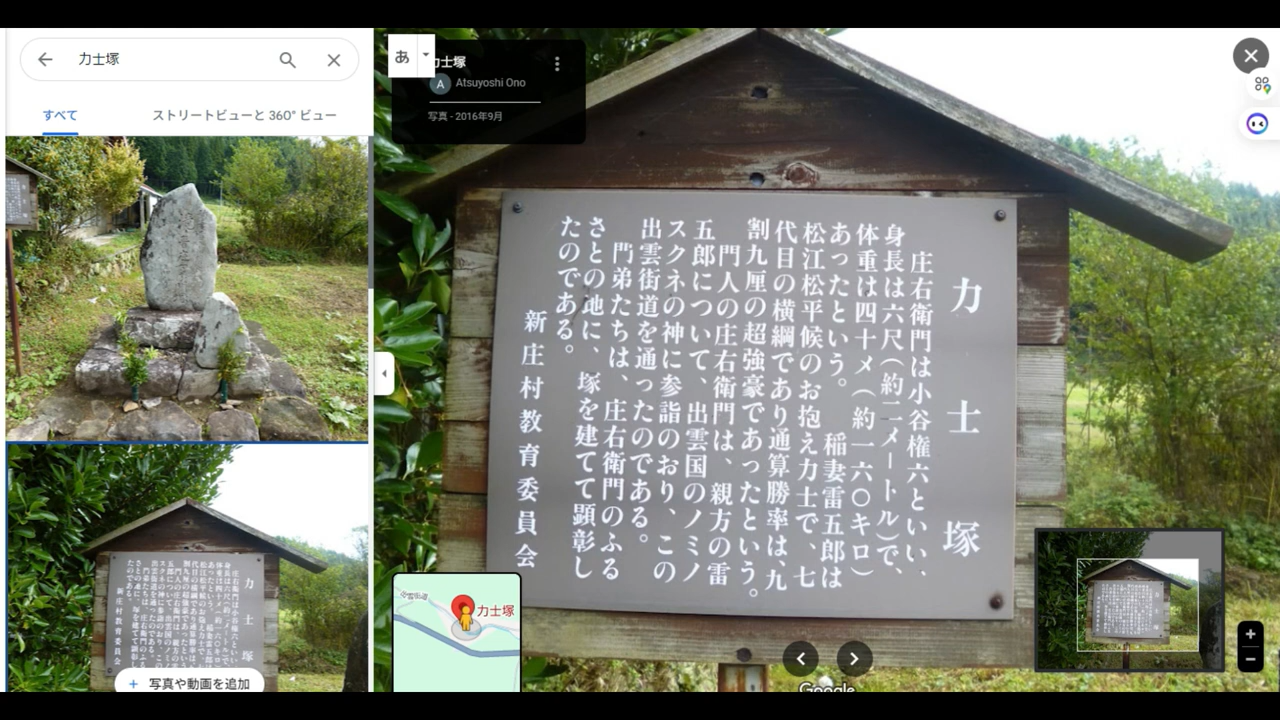 力士塚
すべて
ストリートビューと 360° ビュー
あ
力士塚
A
Atsuyoshi Ono
写真 - 2016年9月
力士塚
庄右衛門は小谷権六といい、
身長は六尺(約二メートル)で、
体重は四十メ(約一六〇キロ)
あったという。 稲妻雷五郎は
松江松平候のお抱え力士で、七
代目の横綱であり通算勝率は、九
割九厘の超強豪であったという。
門人の庄右衛門は、親方の雷
五郎について、出雲国のノミノ
スクネの神に参詣のおり、この
出雲街道を通ったのである。
門弟たちは、庄右衛門のふる
さとの地に、塚を建てて顕彰し
たのである。
新庄村教育委員会
力士塚
+ 写真や動画を追加
出雲街道
力士塚
Google